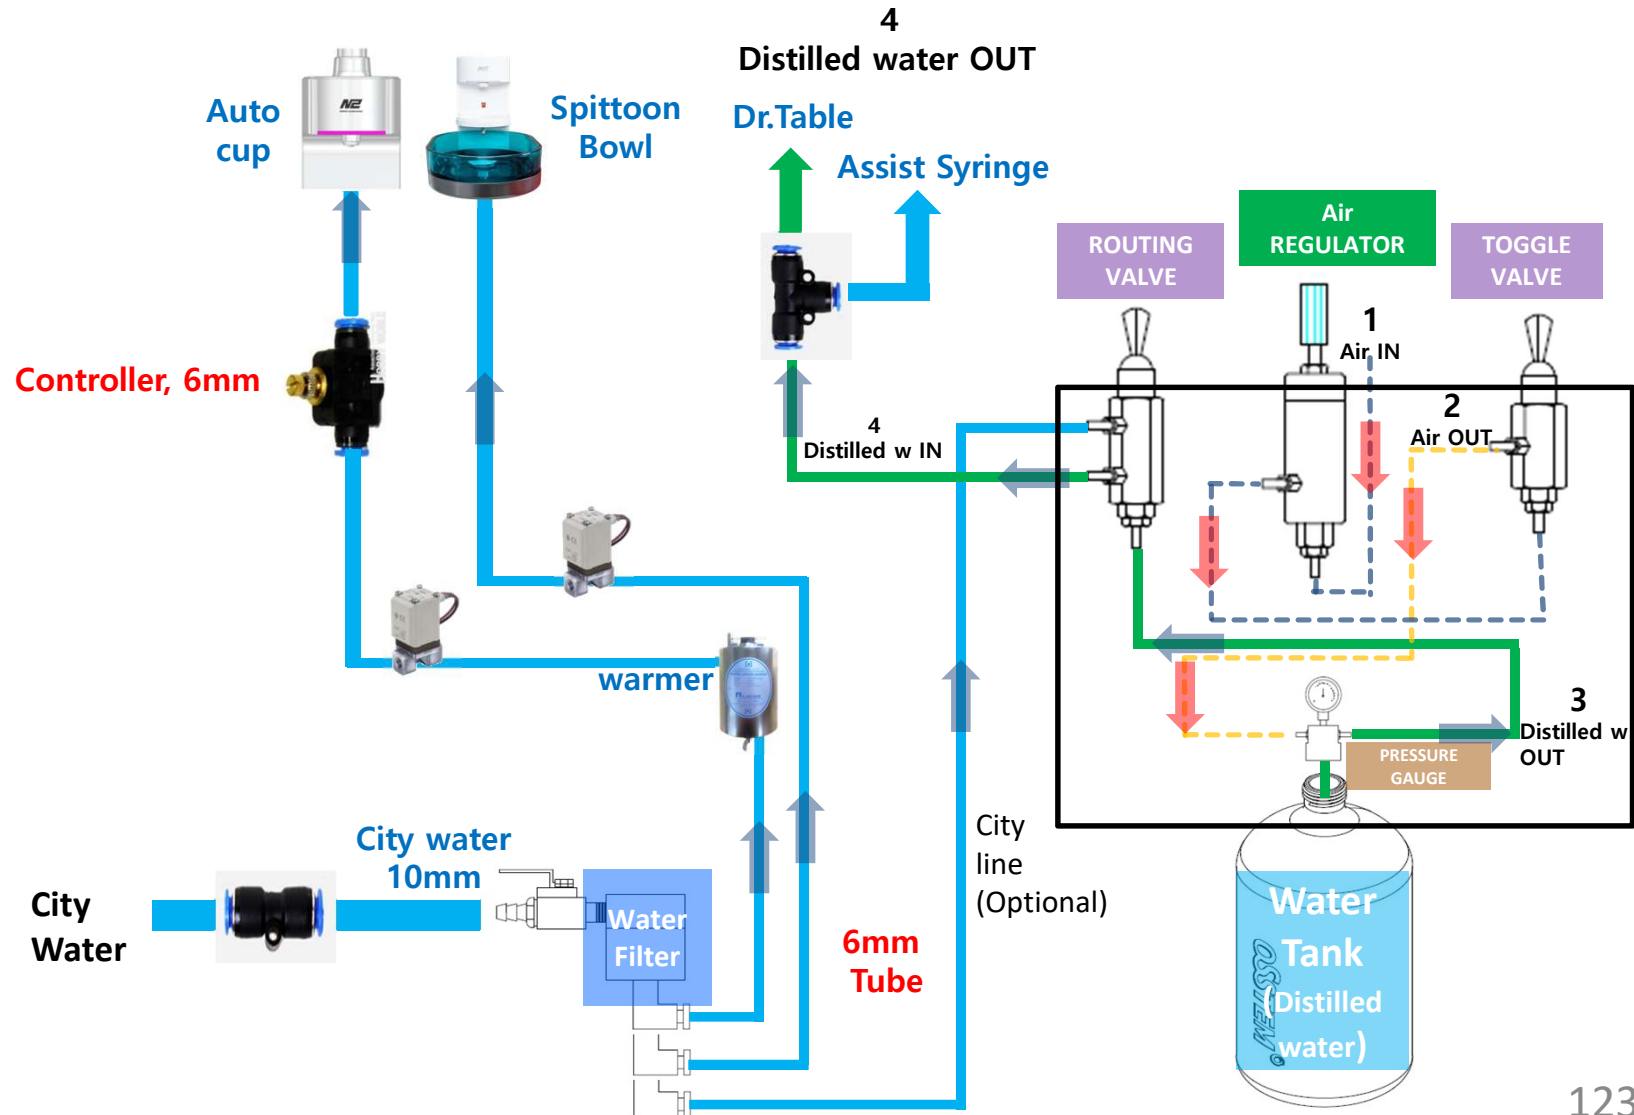 4
Distilled water OUT
Auto
cup
Spittoon
Bowl
Dr.Table
Assist Syringe
ROUTING
VALVE
Air
REGULATOR
TOGGLE
VALVE
1
Air IN
Controller, 6mm
2
Air OUT
4
Distilled w IN
warmer
3
Distilled w
OUT
PRESSURE
GAUGE
City water
10mm
City
line
(Optional)
City
Water
Water
Filter
6mm
Tube
Water
Tank
(Distilled
water)
OSSTEM
123